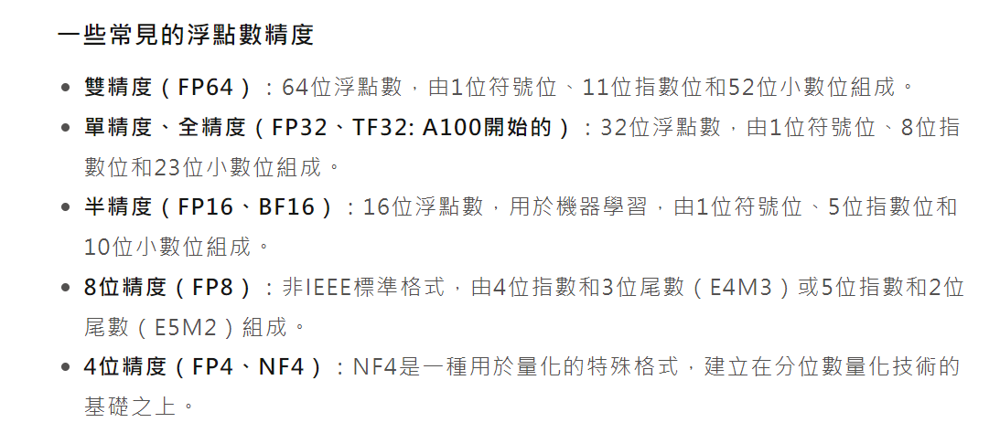 一些常見的浮點數精度
• 雙精度（FP64）：64位浮點數，由1位符號位、11位指數位和52位小數位組成。
• 單精度、全精度（FP32、TF32: A100開始的）：32位浮點數，由1位符號位、8位指
數位和23位小數位組成。
• 半精度（FP16、BF16）：16位浮點數，用於機器學習，由1位符號位、5位指數位和
10位小數位組成。
• 8位精度（FP8）：非IEEE標準格式，由4位指數和3位尾數（E4M3）或5位指數和2位
尾數（E5M2）組成。
• 4位精度（FP4、NF4）：NF4是一種用於量化的特殊格式，建立在分位數量化技術的
基礎之上。